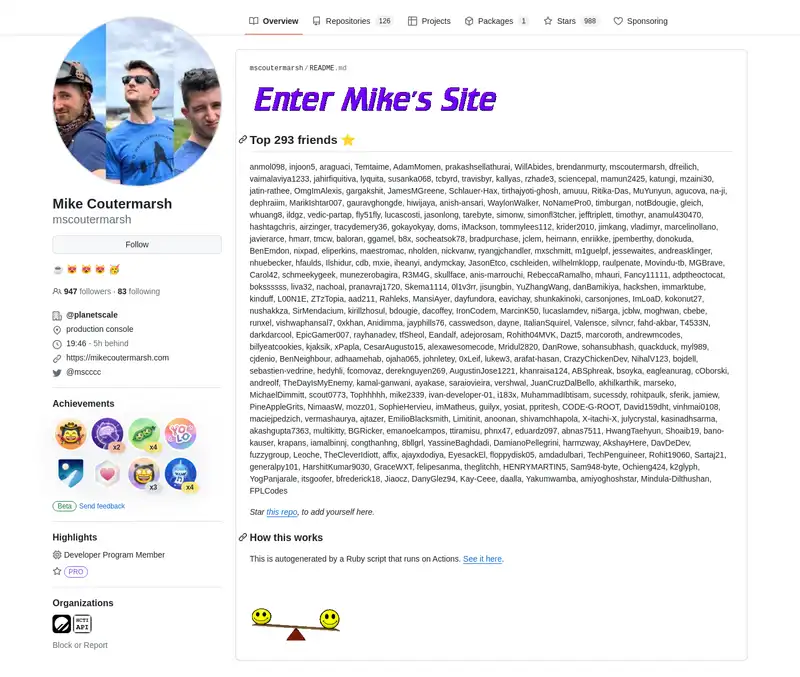 Overview
Repositories 126
Projects
Packages 1
Stars 988
Sponsoring
Mike Coutermarsh
mscoutermarsh
Follow
947 followers · 83 following
@planetscale
production console
19:46 - 5h behind
https://mikecoutermarsh.com
@mscccc
Achievements
x2
x4
YOLO
x3
x4
Beta Send feedback
Highlights
Developer Program Member
PRO
Organizations
HCTI
API
Block or Report
mscoutermarsh/README.md
Enter Mike's Site
Top 293 friends ⭐
anmol098, injoon5, araguaci, Temtaime, AdamMomen, prakashsellathurai, WillAbides, brendanmurty, mscoutermarsh, dfreilich,
vaimalaviya1233, jahirfiquitiva, lyquita, susanka068, tcbyrd, travisbyr, kallyas, rzhade3, sciencepal, mamun2425, katungi, mzaini30,
jatin-rathee, OmgImAlexis, gargakshit, JamesMGreene, Schlauer-Hax, tirthajyoti-ghosh, amuuu, Ritika-Das, MuYunyun, agucova, na-ji,
dephraiim, MarikIshtar007, gauravghongde, hiwijaya, anish-ansari, WaylonWalker, NoNamePro0, timburgan, notBdougie, gleich,
whuang8, ildgz, vedic-partap, fly51fly, lucascosti, jasonlong, tarebyte, simonw, simonfl3tcher, jeffrriplett, timothyr, anamul430470,
hashtagchris, airzinger, tracydemery36, gokayokyay, doms, iMackson, tommylees112, krider2010, jimkang, vladimyr, marcelinollano,
javierarce, hmarr, tmcw, baloran, ggamel, b8x, socheatsok78, bradpurchase, jclem, heimann, enriikke, jpemberthy, donokuda,
BenEmdon, nixpad, eliperkins, maestromac, nholden, nickvanw, ryangjchandler, mxschmitt, m1guelpf, jessewaites, andreasklinger,
nhuebecker, hfaulds, llshidur, cdb, mxie, iheanyi, andymckay, JasonEtco, cschleiden, wilhelmklopp, raulpenate, Movindu-tb, MGBrave,
Carol42, schmeekygeek, munezerobagira, R3M4G, skullface, anis-marrouchi, RebeccaRamalho, mhauri, Fancy11111, adptheoctocat,
bokssssss, liva32, nachoal, pranavraj1720, Skema1114, 0l1v3rr, jisungbin, YuZhangWang, danBamikiya, hackshen, immartukube,
kinduff, L00N1E, ZTzTopia, aad211, Rahleks, MansiAyer, dayfundora, eavichay, shunkakinoki, carsonjones, ImLoaD, kokonut27,
nushakkza, SirMendacium, kirillzhosul, bdougie, dacoffey, IronCodem, MarcinK50, lucaslamdev, ni5arga, jcblw, moghwan, cbebe,
runxel, vishwaphansal7, 0xkhan, Anidimma, jayphills76, casswedson, dayne, ItalianSquirel, Valensce, silvncr, fahd-akbar, T4533N,
darkdarcool, EpicGamer007, rayhanadev, IfSheol, Eandalf, adejorosam, Rohith04MVK, Dazt5, marcoroth, andrewmcodes,
billyeatcookies, kjaksik, xPapla, CesarAugusto15, alexawesomecode, Mridul2820, DanRowe, sohansubhash, quackduck, myl989,
cjdenio, BenNeighbour, adhaamehab, ojaha065, johnletey, 0xLeif, lukew3, arafat-hasan, CrazyChickenDev, NihalV123, bojdell,
sebastien-vedrine, hedyhli, fcomovaz, dereknguyen269, AugustinJose1221, khanraisa124, ABSphreak, bsoyka, eagleanurag, cOborski,
andreolf, TheDayIsMyEnemy, kamal-ganwani, ayakase, saraiovieira, vershwal, JuanCruzDalBello, akhilkarthik, marseko,
MichaelDimmitt, scout0773, Tophhhhh, mike2339, ivan-developer-01, i183x, MuhammadIbtisam, sucessdy, rohitpaulk, sferik, jamiew,
PineAppleGrits, NimaasW, mozz01, SophieHervieu, imMatheus, guilyx, yosiat, ppritesh, CODE-G-ROOT, David159dht, vinhmai0108,
maciejpedzich, vermashaurya, ajtazer, EmilioBlacksmith, Limitinit, anoonan, shivamchhapola, X-itachi-X, julycrystal, kasinadhsarma,
akashgupta7363, multikitty, BGRicker, emanoelcampos, ttiramisu, phnx47, eduardz097, abnas7511, HwangTaehyun, Shoaib19, bano-
kauser, krapans, iamalbinnj, congthanhng, 8bllgrl, YassineBaghdadi, DamianoPellegrini, harmzway, AkshayHere, DavDeDev,
fuzzygroup, Leoche, TheCleverIdiott, affix, ajayxdodiya, EyesackEl, floppydisk05, amdadulbari, TechPenguineer, Rohit19060, Sartaj21,
generalpy101, HarshitKumar9030, GraceWXT, felipesanma, theglitchh, HENRYMARTIN5, Sam948-byte, Ochieng424, k2glyph,
YogPanjarale, itsgoofer, bfrederick18, Jiaocz, DanyGlez94, Kay-Ceee, daalla, Yakumwamba, amiyoghoshstar, Mindula-Dilthushan,
FPLCodes
Star this repo, to add yourself here.
How this works
This is autogenerated by a Ruby script that runs on Actions. See it here.